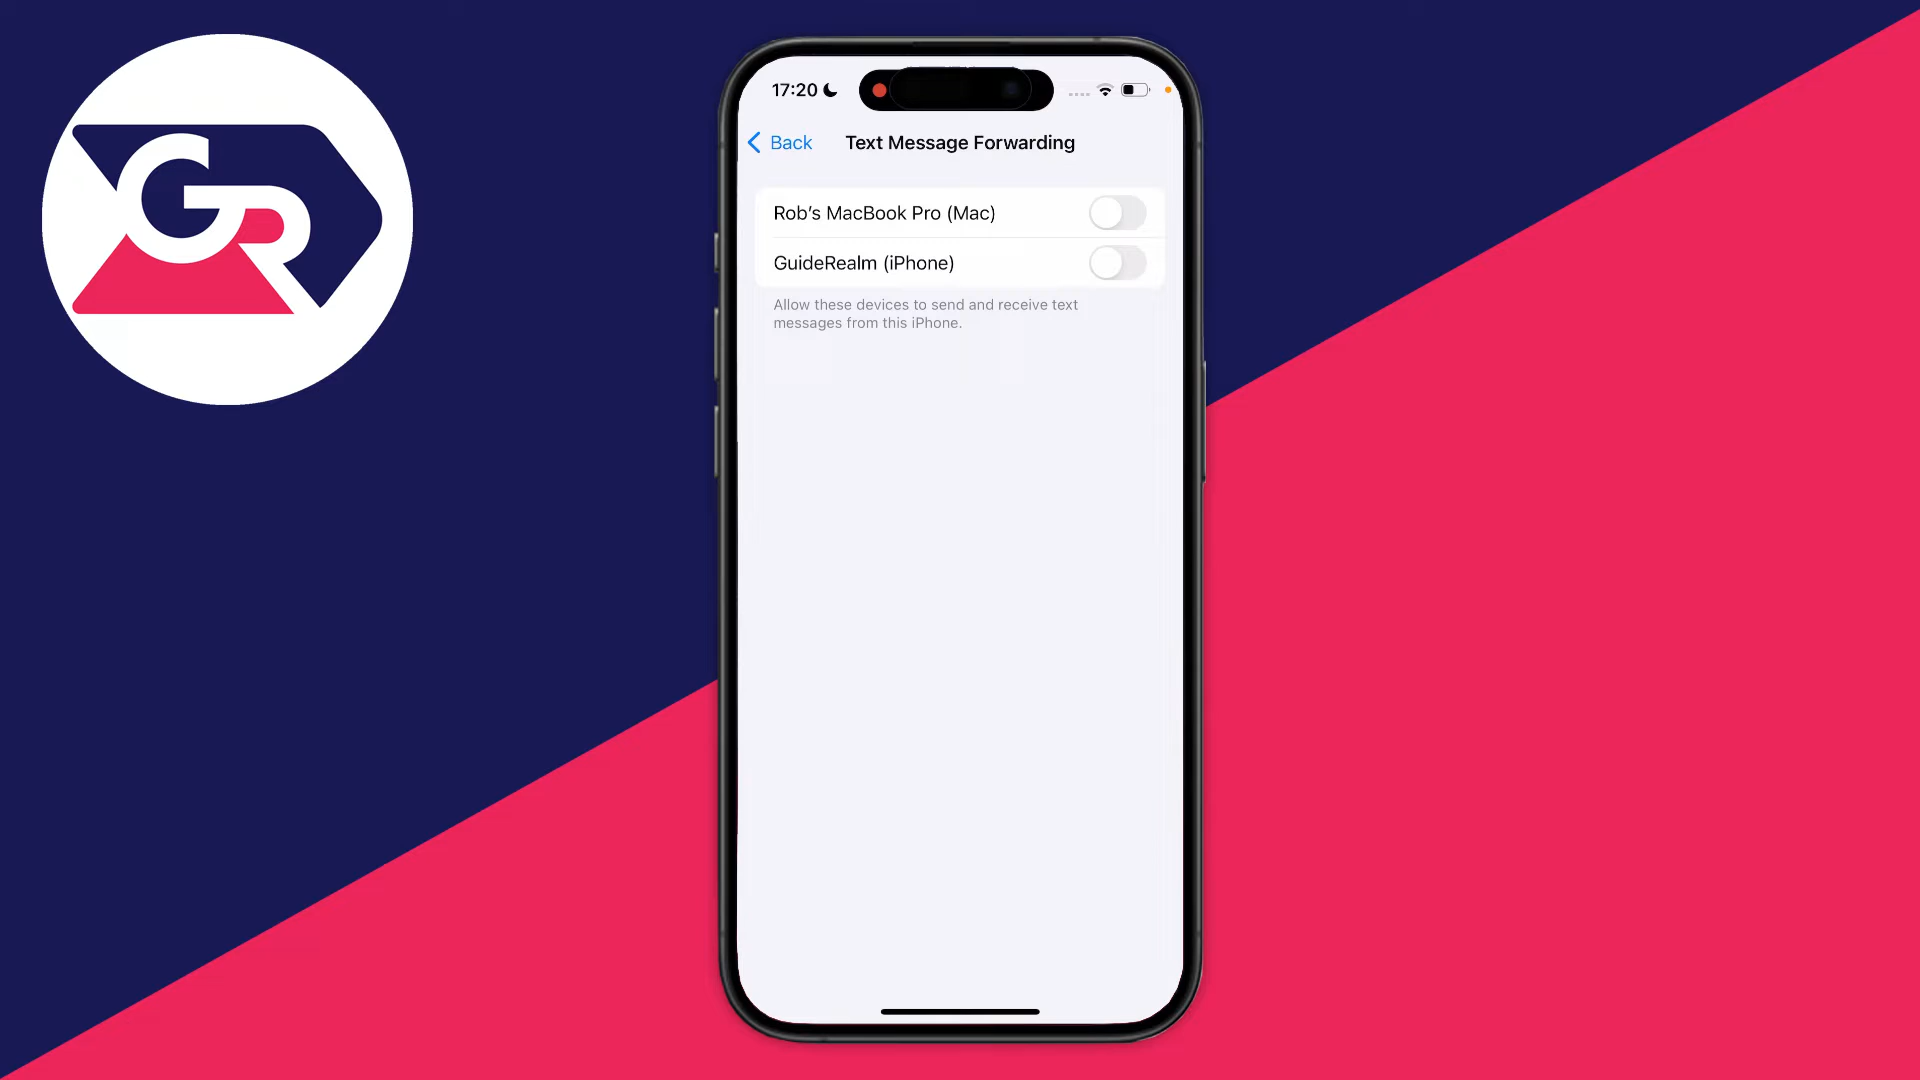 GR
17:20
Back
Text Message Forwarding
Rob’s MacBook Pro (Mac)
GuideRealm (iPhone)
Allow these devices to send and receive text
messages from this iPhone.